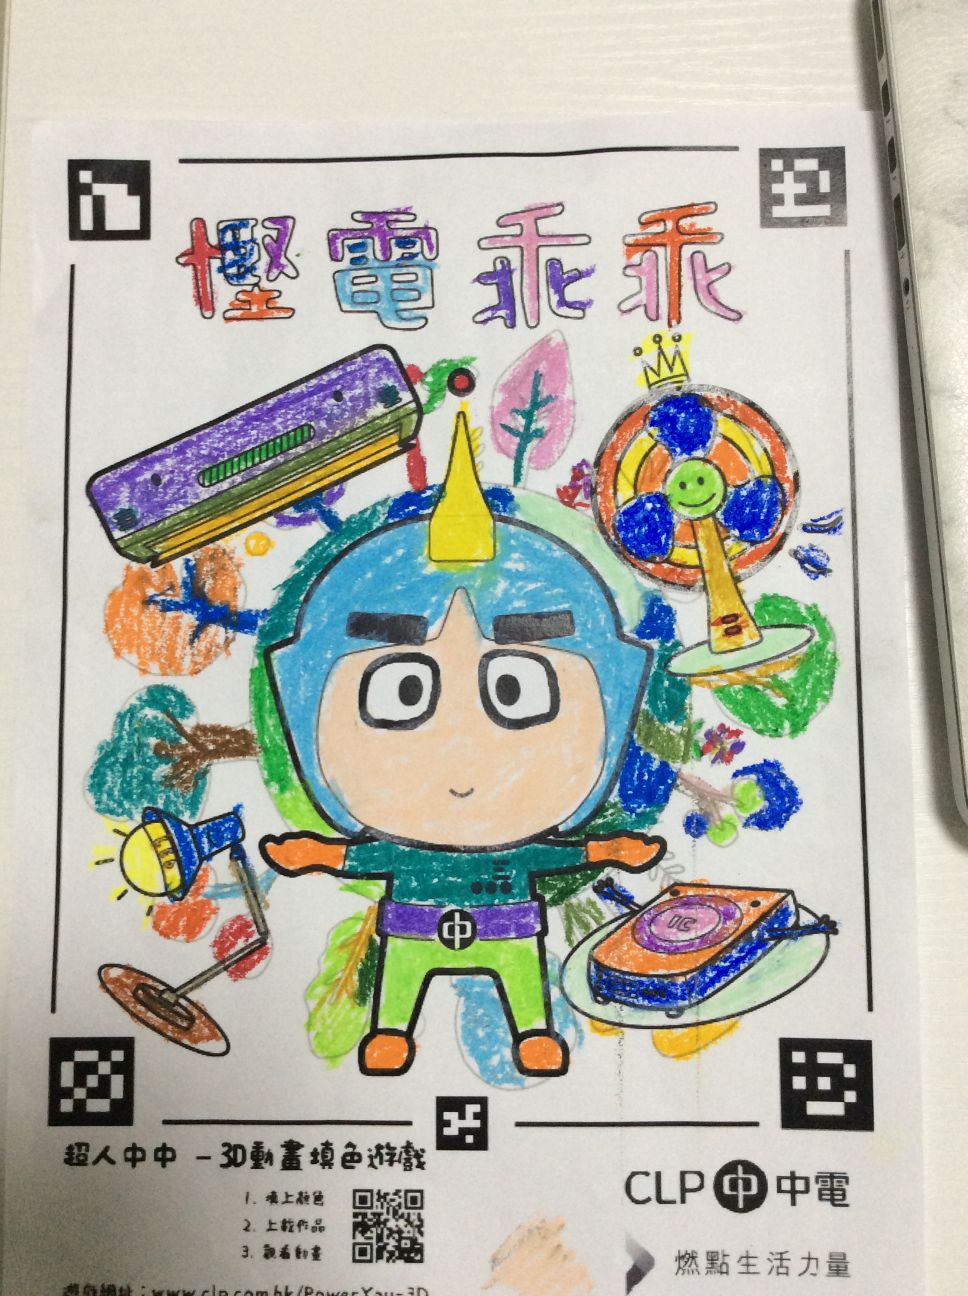 慳電乖乖
中
超人中中 - 3D動畫填色遊戲
1. 填上顏色
2. 上載作品
3. 觀看動畫
CLP 中 中電
燃點生活力量
遊戲網址：www.clp.com.hk/PowerYou-3D